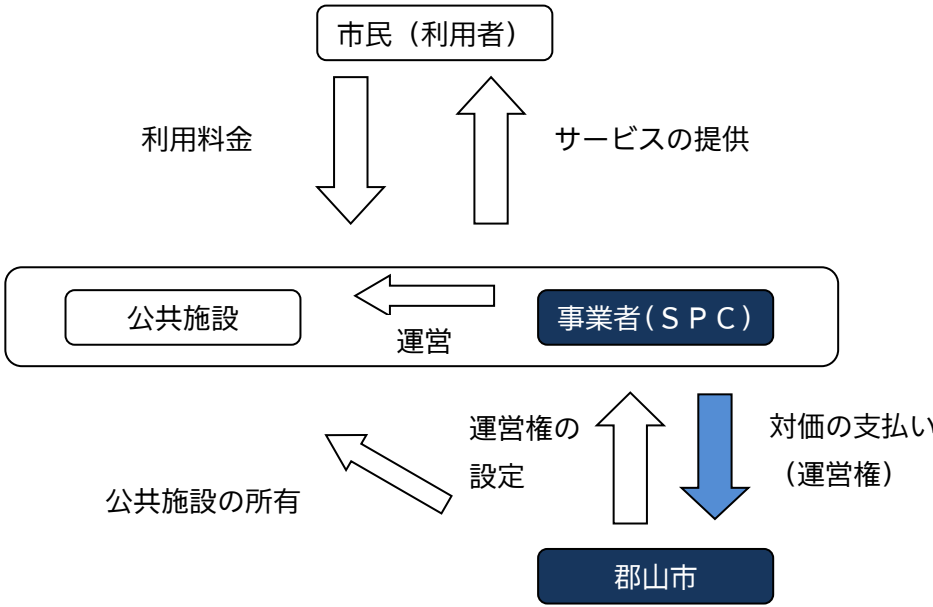 市民（利用者）
利用料金
サービスの提供
公共施設
運営
事業者(ＳＰＣ)
運営権の
設定
対価の支払い
（運営権）
公共施設の所有
郡山市